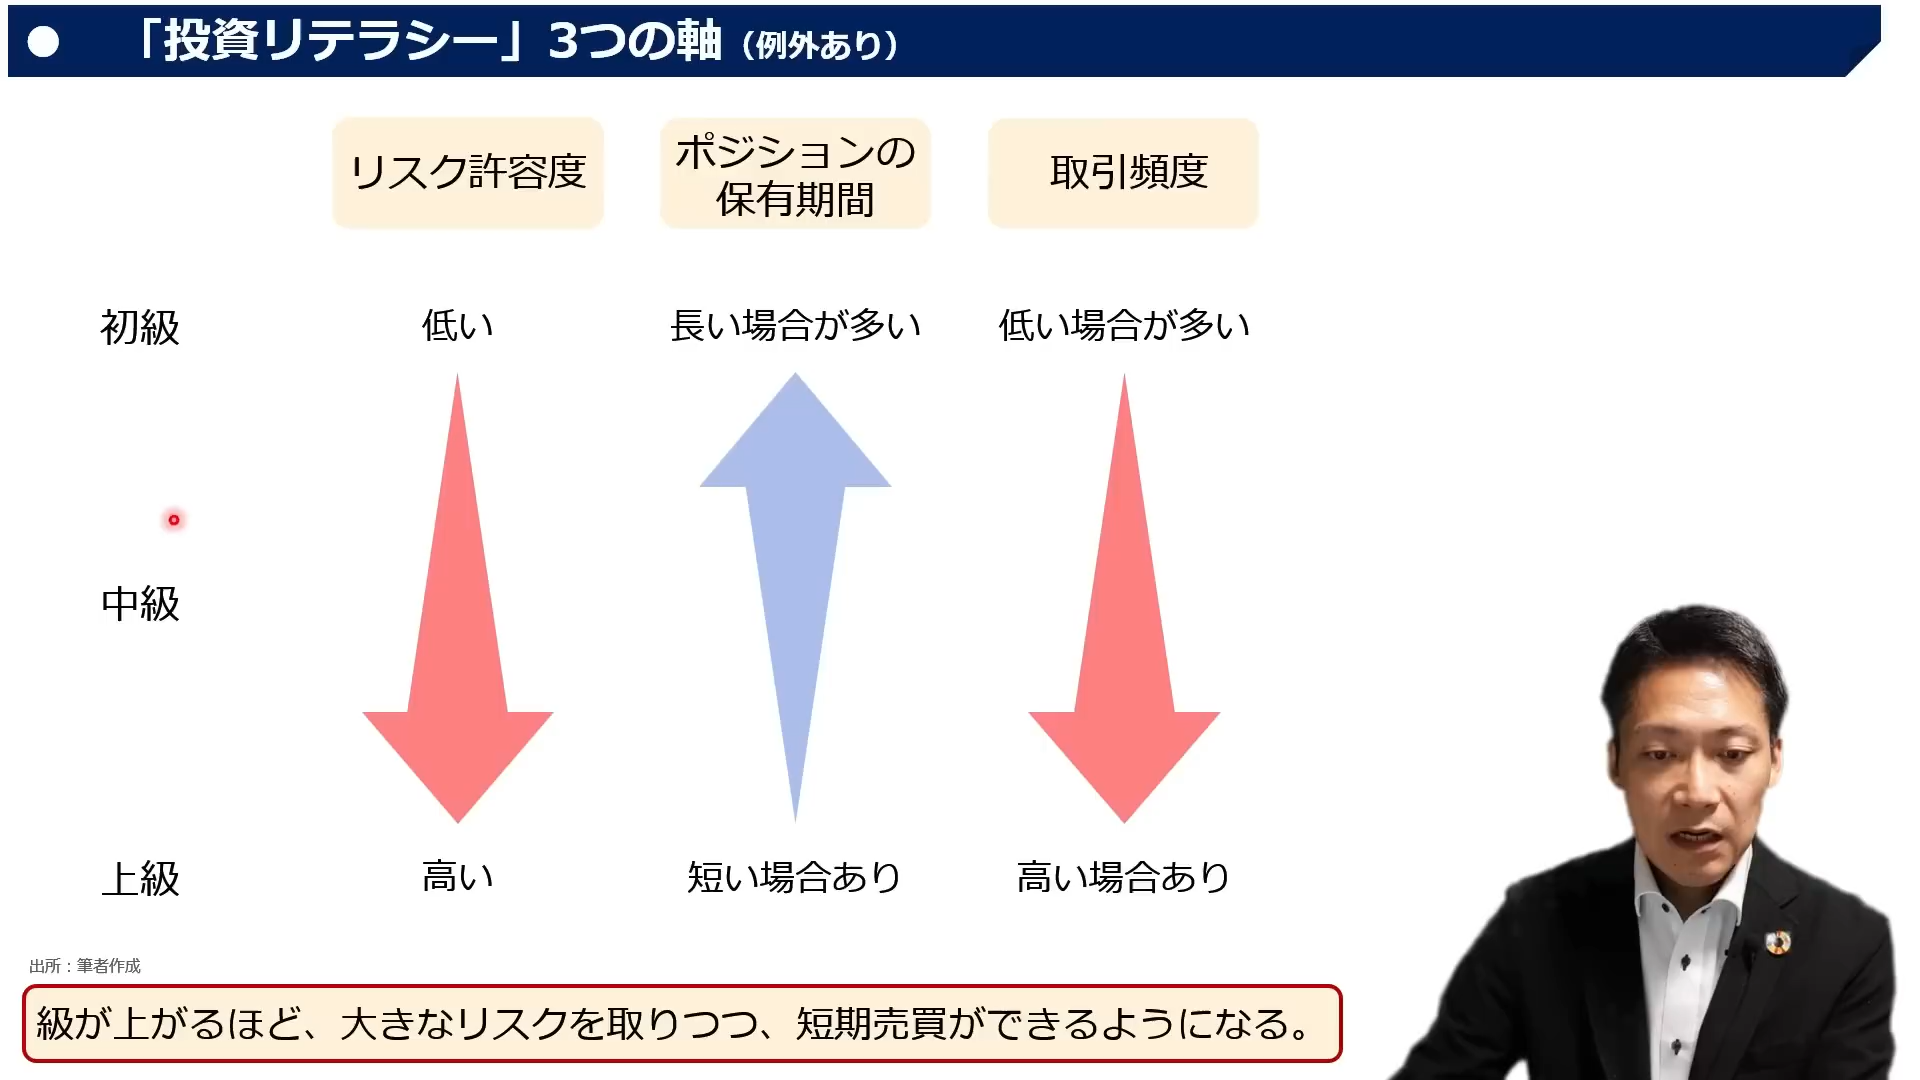 「投資リテラシー」3つの軸（例外あり）
リスク許容度
ポジションの
保有期間
取引頻度
初級
低い
長い場合が多い
低い場合が多い
中級
上級
高い
短い場合あり
高い場合あり
出所：筆者作成
級が上がるほど、大きなリスクを取りつつ、短期売買ができるようになる。